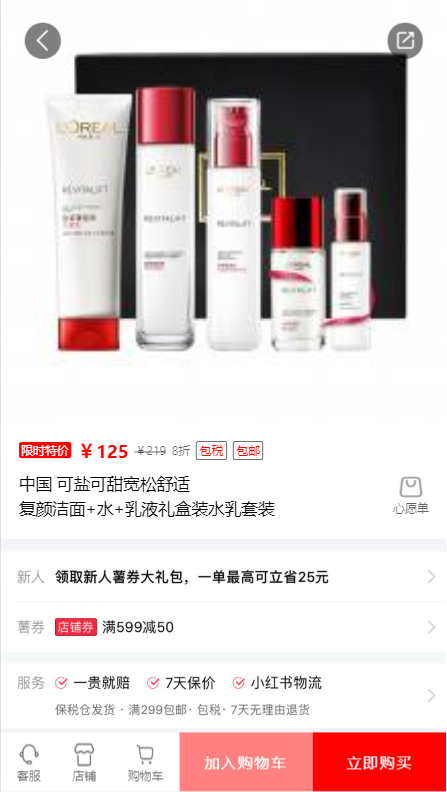 L'ORÉAL
PARIS
REVITALIFT
REVITALIFT
REVITALIFT
REVITALIFT
REVITALIFT
限时特价 ￥125 ￥219 8折 包税 包邮
中国 可盐可甜宽松舒适
复颜洁面+水+乳液礼盒装水乳套装
心愿单
新人 领取新人薯券大礼包，一单最高可立省25元
薯券 店铺券 满599减50
服务 一贵就赔 7天保价 小红书物流
保税仓发货 · 满299包邮 · 包税 · 7天无理由退货
客服 店铺 购物车 加入购物车 立即购买